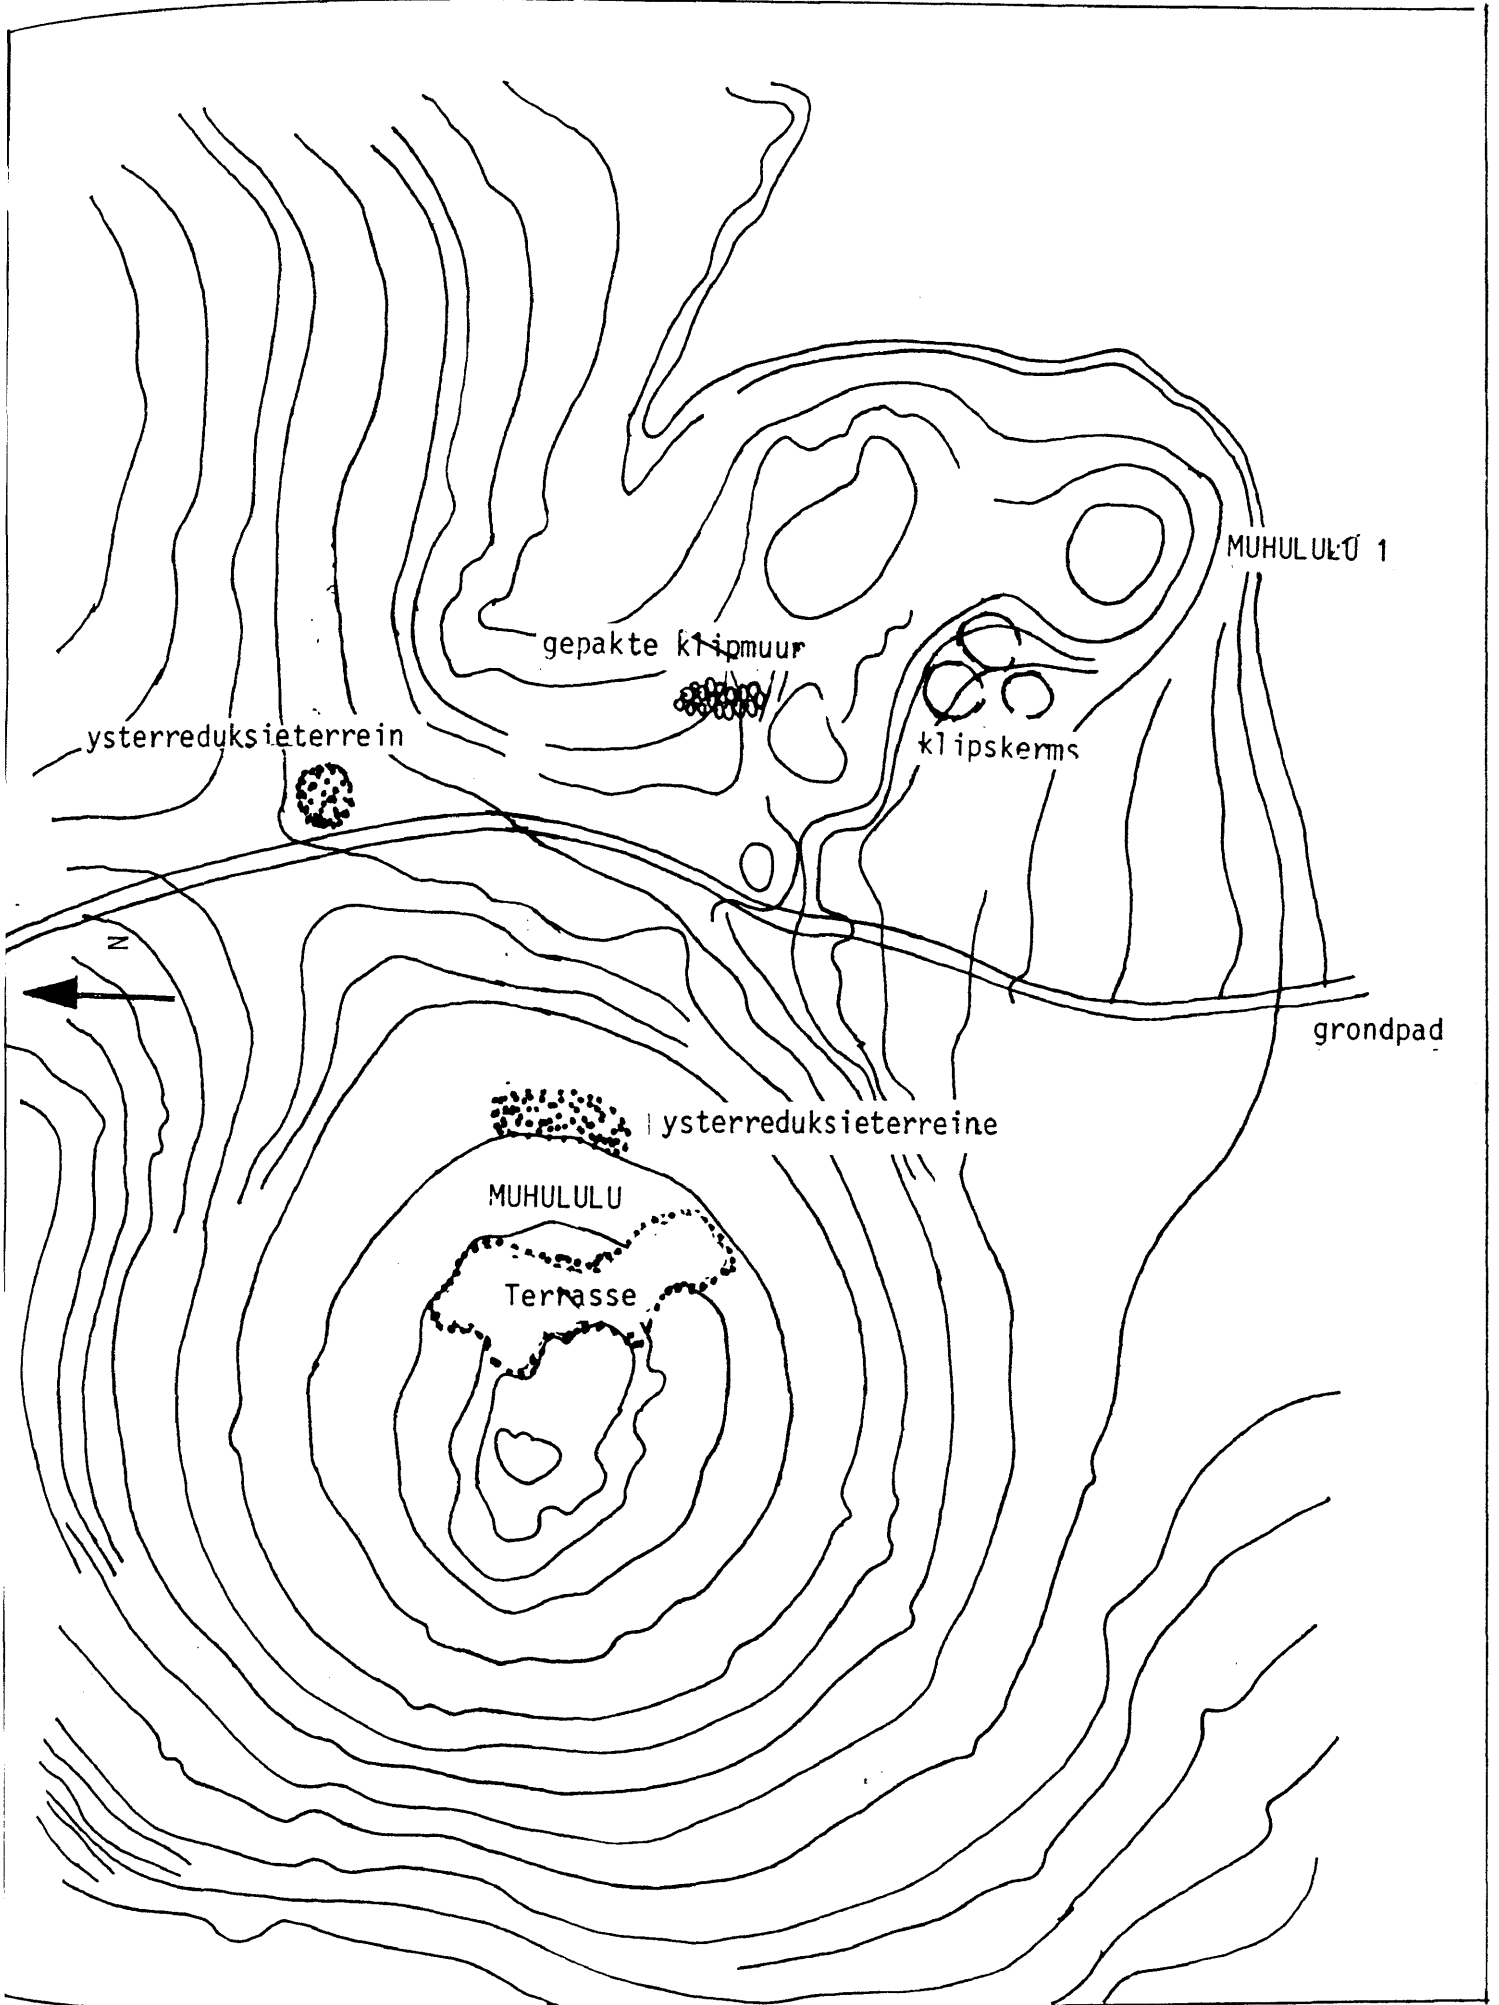 MUHULULU 1
gepakte klipmuur
ysterreduksieterrein
klipskerms
N
grondpad
ysterreduksieterreine
MUHULULU
Terrasse